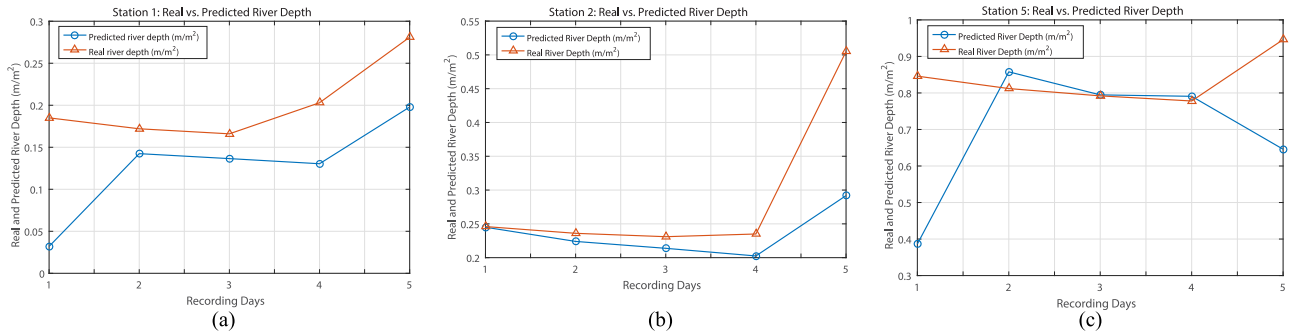 Station 1: Real vs. Predicted River Depth
Predicted river depth (m/m²)
Real river depth (m/m²)
Real and Predicted River Depth (m/m²)
0.3
0.25
0.2
0.15
0.1
0.05
0
1 2 3 4 5
Recording Days
(a)
Station 2: Real vs. Predicted River Depth
Predicted River Depth (m/m²)
Real River Depth (m/m²)
Real and Predicted River Depth (m/m²)
0.55
0.5
0.45
0.4
0.35
0.3
0.25
0.2
1 2 3 4 5
Recording Days
(b)
Station 5: Real vs. Predicted River Depth
Predicted River Depth (m/m²)
Real River Depth (m/m²)
Real and Predicted River Depth (m/m²)
1
0.9
0.8
0.7
0.6
0.5
0.4
0.3
1 2 3 4 5
Recording Days
(c)